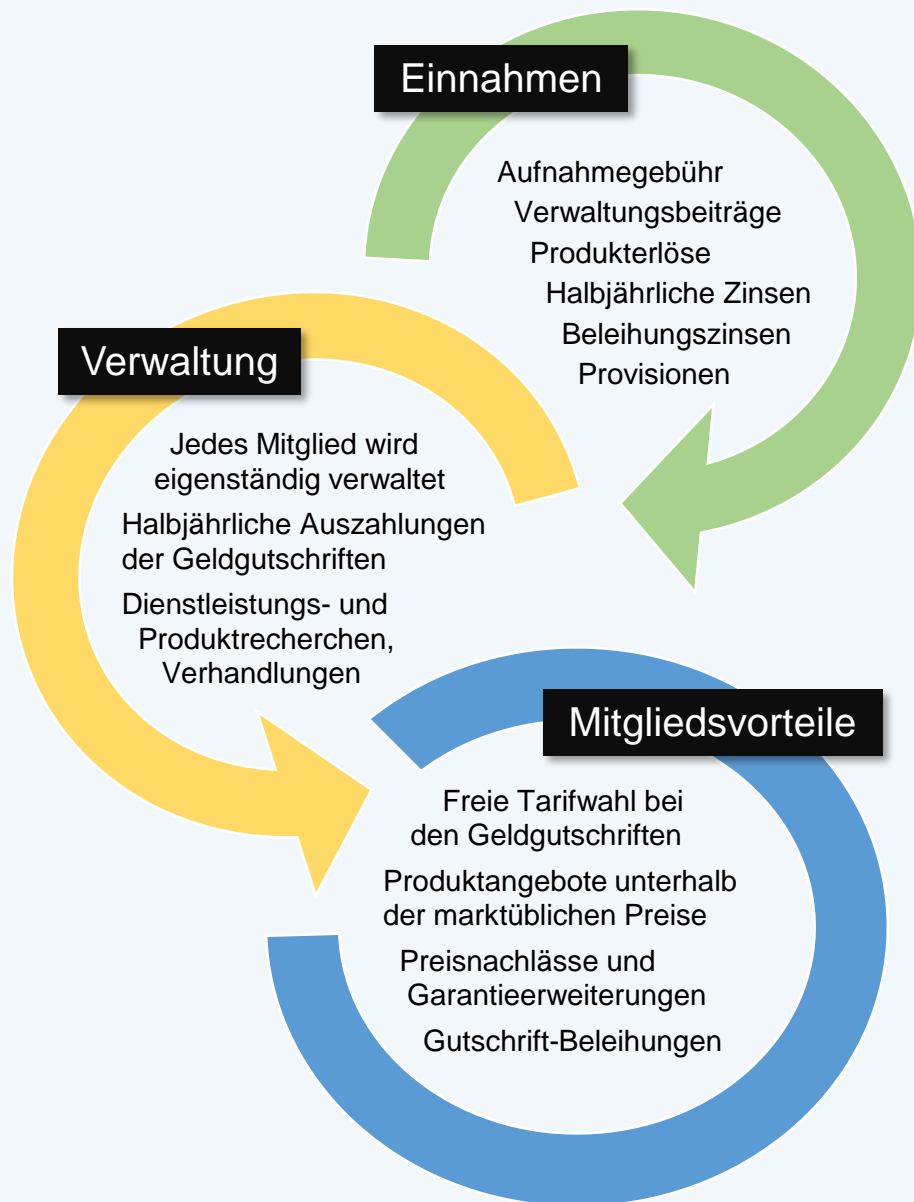 Einnahmen
Aufnahmegebühr
Verwaltungsbeiträge
Produkterlöse
Halbjährliche Zinsen
Beleihungszinsen
Provisionen
Verwaltung
Jedes Mitglied wird
eigenständig verwaltet
Halbjährliche Auszahlungen
der Geldgutschriften
Dienstleistungs- und
Produktrecherchen,
Verhandlungen
Mitgliedsvorteile
Freie Tarifwahl bei
den Geldgutschriften
Produktangebote unterhalb
der marktüblichen Preise
Preisnachlässe und
Garantieerweiterungen
Gutschrift-Beleihungen